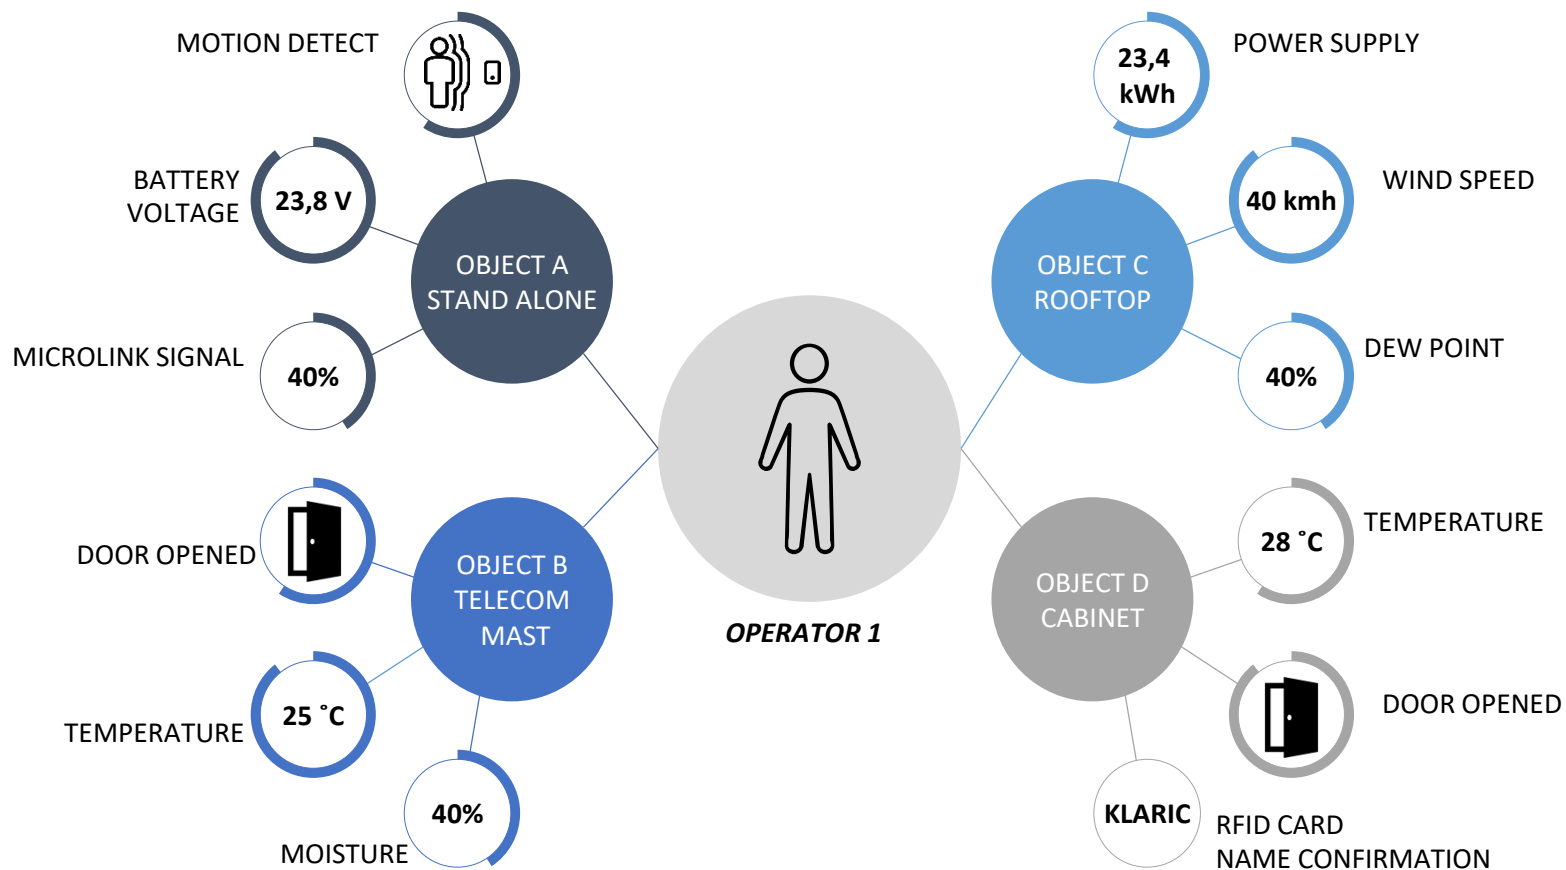 MOTION DETECT
BATTERY
VOLTAGE
23,8 V
MICROLINK SIGNAL
40%
OBJECT A
STAND ALONE
DOOR OPENED
OBJECT B
TELECOM
MAST
TEMPERATURE
25 ˚C
MOISTURE
40%
OPERATOR 1
23,4
kWh
POWER SUPPLY
40 kmh
WIND SPEED
OBJECT C
ROOFTOP
40%
DEW POINT
28 ˚C
TEMPERATURE
OBJECT D
CABINET
DOOR OPENED
KLARIC
RFID CARD
NAME CONFIRMATION